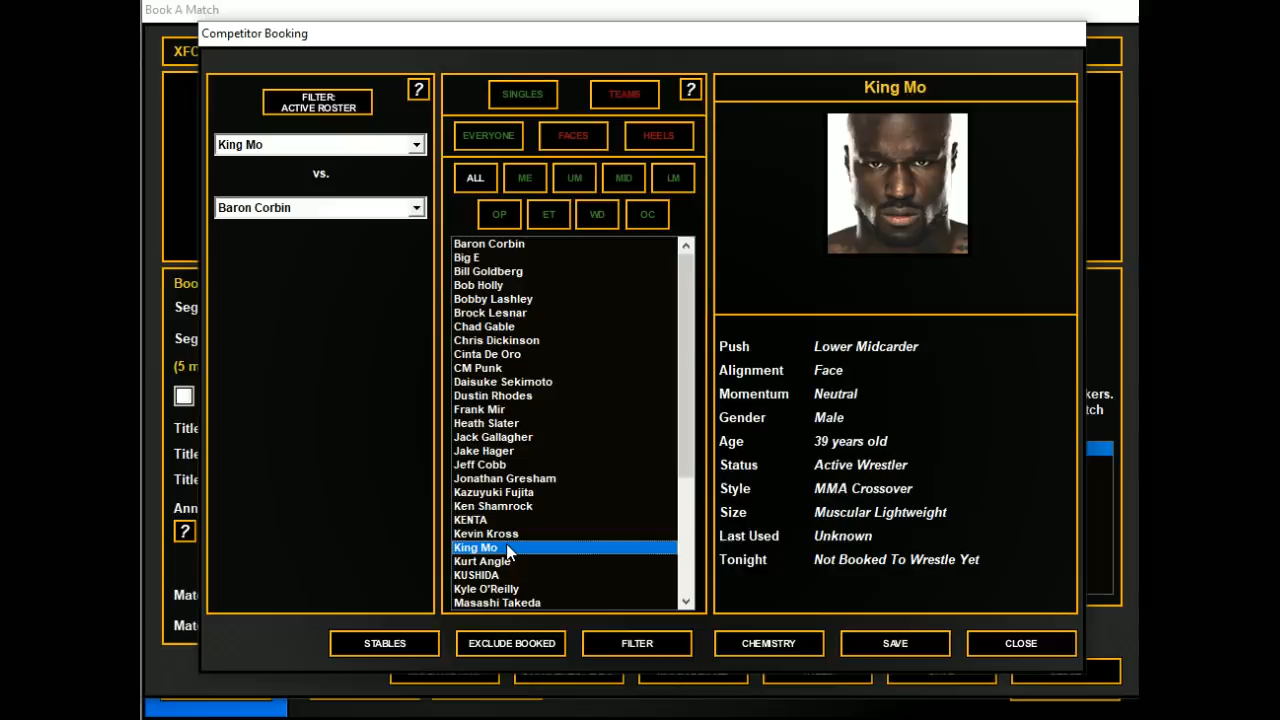 Book A Match
Competitor Booking
XFC
FILTER:
ACTIVE ROSTER
?
King Mo
vs.
Baron Corbin
SINGLES
TEAMS
?
EVERYONE
FACES
HEELS
ALL
ME
UM
MID
LM
OP
ET
WD
OC
Baron Corbin
Big E
Bill Goldberg
Bob Holly
Bobby Lashley
Brock Lesnar
Chad Gable
Chris Dickinson
Cinta De Oro
CM Punk
Daisuke Sekimoto
Dustin Rhodes
Frank Mir
Heath Slater
Jack Gallagher
Jake Hager
Jeff Cobb
Jonathan Gresham
Kazuyuki Fujita
Ken Shamrock
KENTA
Kevin Kross
King Mo
Kurt Angle
KUSHIDA
Kyle O'Reilly
Masashi Takeda
King Mo
Push Lower Midcarder
Alignment Face
Momentum Neutral
Gender Male
Age 39 years old
Status Active Wrestler
Style MMA Crossover
Size Muscular Lightweight
Last Used Unknown
Tonight Not Booked To Wrestle Yet
Boo
Seg
Seg
(5 m
Title
Title
Title
Ann
?
Mat
Mat
kers.
tch
STABLES
EXCLUDE BOOKED
FILTER
CHEMISTRY
SAVE
CLOSE